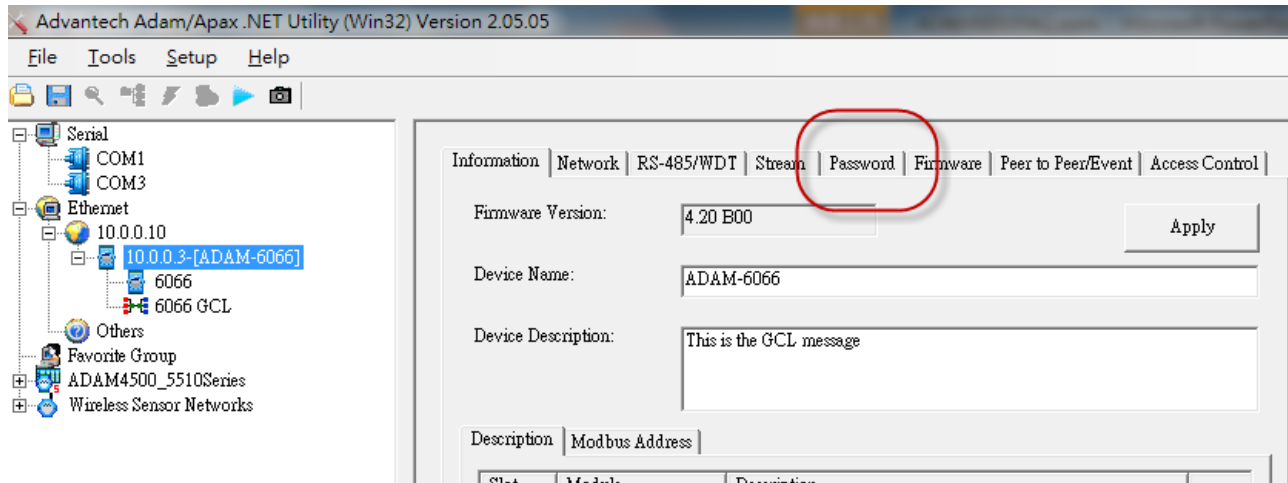 Advantech Adam/Apax .NET Utility (Win32) Version 2.05.05
File Tools Setup Help
Serial
COM1
COM3
Ethernet
10.0.0.10
10.0.0.3-[ADAM-6066]
6066
6066 GCL
Others
Favorite Group
ADAM4500_5510Series
Wireless Sensor Networks
Information Network RS-485/WDT Stream Password Firmware Peer to Peer/Event Access Control
Firmware Version: 4.20 B00
Apply
Device Name: ADAM-6066
Device Description: This is the GCL message
Description Modbus Address
Slot Module Description